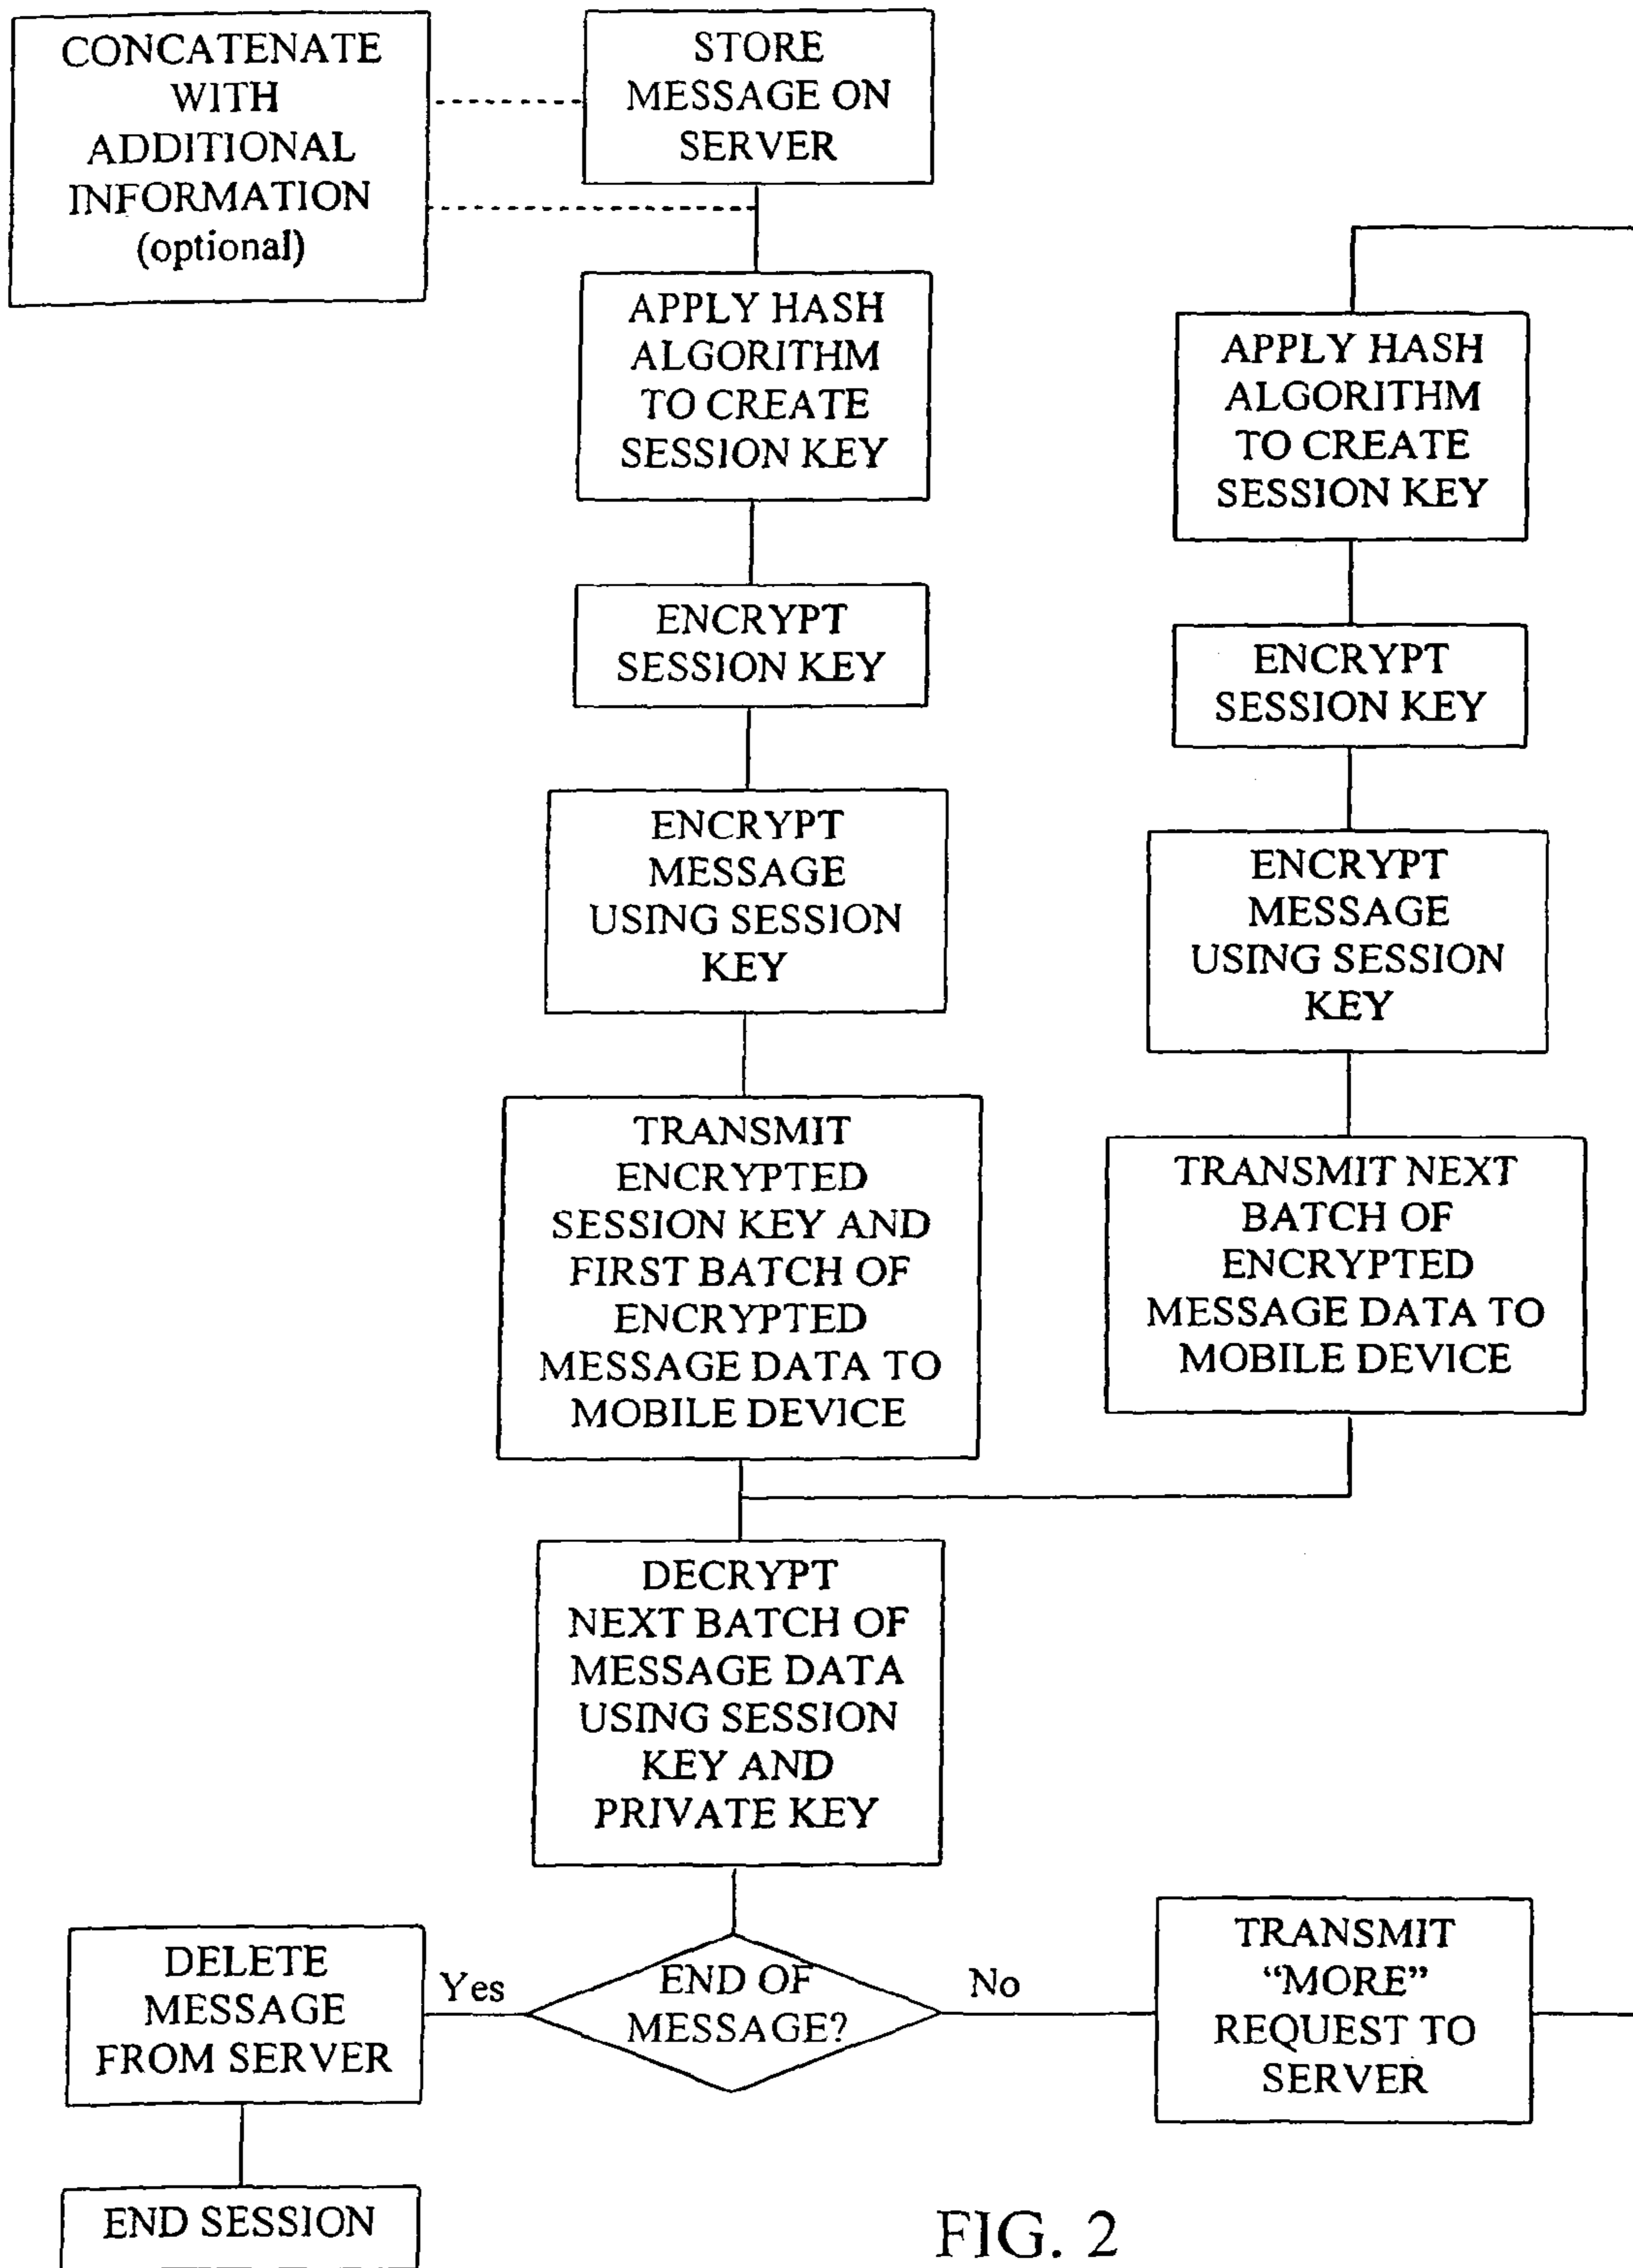 CONCATENATE
WITH
ADDITIONAL
INFORMATION
(optional)
STORE
MESSAGE ON
SERVER
APPLY HASH
ALGORITHM
TO CREATE
SESSION KEY
ENCRYPT
SESSION KEY
ENCRYPT
MESSAGE
USING SESSION
KEY
TRANSMIT
ENCRYPTED
SESSION KEY AND
FIRST BATCH OF
ENCRYPTED
MESSAGE DATA TO
MOBILE DEVICE
APPLY HASH
ALGORITHM
TO CREATE
SESSION KEY
ENCRYPT
SESSION KEY
ENCRYPT
MESSAGE
USING SESSION
KEY
TRANSMIT NEXT
BATCH OF
ENCRYPTED
MESSAGE DATA TO
MOBILE DEVICE
DECRYPT
NEXT BATCH OF
MESSAGE DATA
USING SESSION
KEY AND
PRIVATE KEY
END OF
MESSAGE?
Yes
No
DELETE
MESSAGE
FROM SERVER
TRANSMIT
“MORE”
REQUEST TO
SERVER
END SESSION
FIG. 2